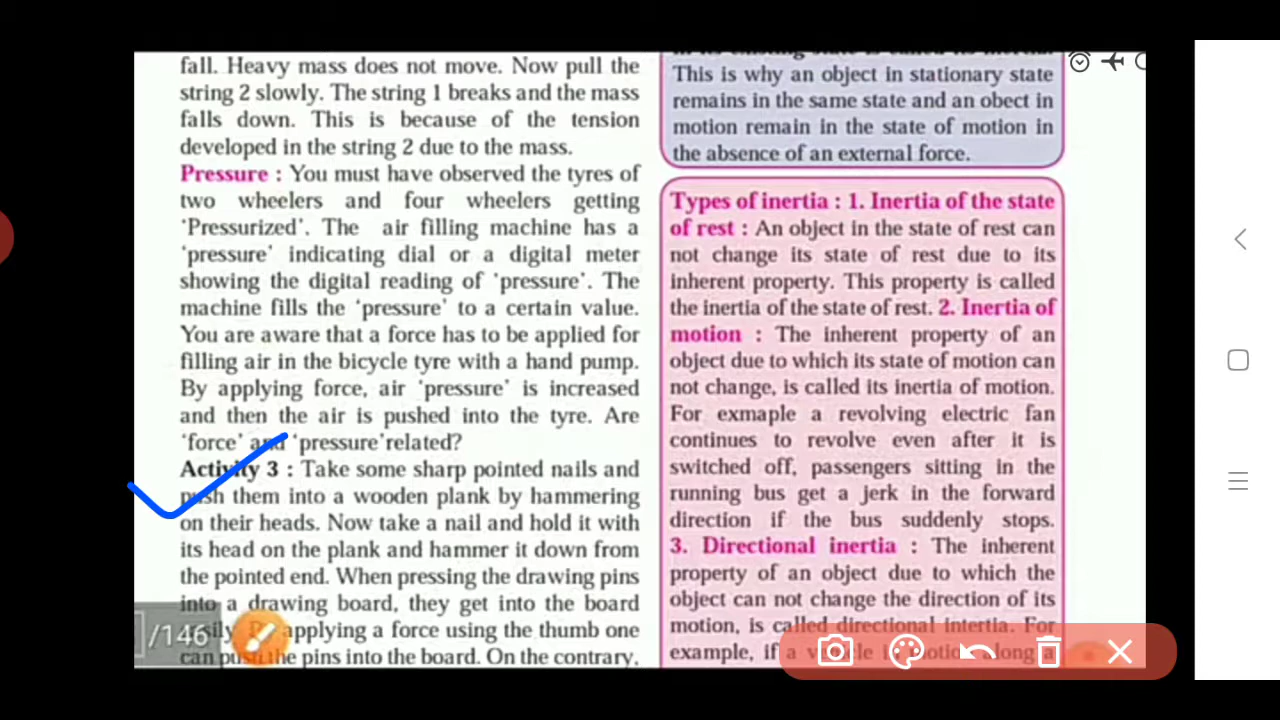 fall. Heavy mass does not move. Now pull the
string 2 slowly. The string 1 breaks and the mass
falls down. This is because of the tension
developed in the string 2 due to the mass.
Pressure : You must have observed the tyres of
two wheelers and four wheelers getting
‘Pressurized’. The air filling machine has a
‘pressure’ indicating dial or a digital meter
showing the digital reading of ‘pressure’. The
machine fills the ‘pressure’ to a certain value.
You are aware that a force has to be applied for
filling air in the bicycle tyre with a hand pump.
By applying force, air ‘pressure’ is increased
and then the air is pushed into the tyre. Are
‘force’ and ‘pressure’related?
Activity 3 : Take some sharp pointed nails and
push them into a wooden plank by hammering
on their heads. Now take a nail and hold it with
its head on the plank and hammer it down from
the pointed end. When pressing the drawing pins
into a drawing board, they get into the board
applying a force using the thumb one
can push the pins into the board. On the contrary,
/146
This is why an object in stationary state
remains in the same state and an obect in
motion remain in the state of motion in
the absence of an external force.
Types of inertia : 1. Inertia of the state
of rest : An object in the state of rest can
not change its state of rest due to its
inherent property. This property is called
the inertia of the state of rest. 2. Inertia of
motion : The inherent property of an
object due to which its state of motion can
not change, is called its inertia of motion.
For exmaple a revolving electric fan
continues to revolve even after it is
switched off, passengers sitting in the
running bus get a jerk in the forward
direction if the bus suddenly stops.
3. Directional inertia : The inherent
property of an object due to which the
object can not change the direction of its
motion, is called directional intertia. For
example, if a motion along a